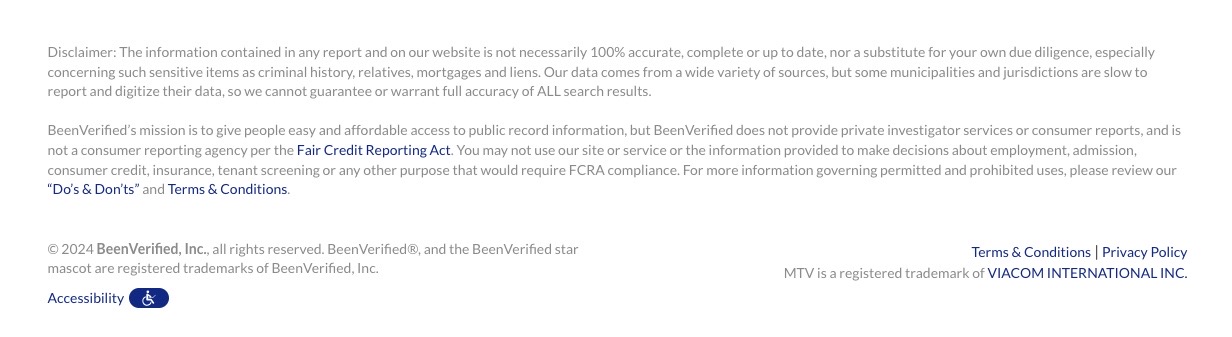 Disclaimer: The information contained in any report and on our website is not necessarily 100% accurate, complete or up to date, nor a substitute for your own due diligence, especially
concerning such sensitive items as criminal history, relatives, mortgages and liens. Our data comes from a wide variety of sources, but some municipalities and jurisdictions are slow to
report and digitize their data, so we cannot guarantee or warrant full accuracy of ALL search results.
BeenVerified’s mission is to give people easy and affordable access to public record information, but BeenVerified does not provide private investigator services or consumer reports, and is
not a consumer reporting agency per the Fair Credit Reporting Act. You may not use our site or service or the information provided to make decisions about employment, admission,
consumer credit, insurance, tenant screening or any other purpose that would require FCRA compliance. For more information governing permitted and prohibited uses, please review our
“Do’s & Don’ts” and Terms & Conditions.
© 2024 BeenVerified, Inc., all rights reserved. BeenVerified®, and the BeenVerified star
mascot are registered trademarks of BeenVerified, Inc.
Accessibility
Terms & Conditions | Privacy Policy
MTV is a registered trademark of VIACOM INTERNATIONAL INC.